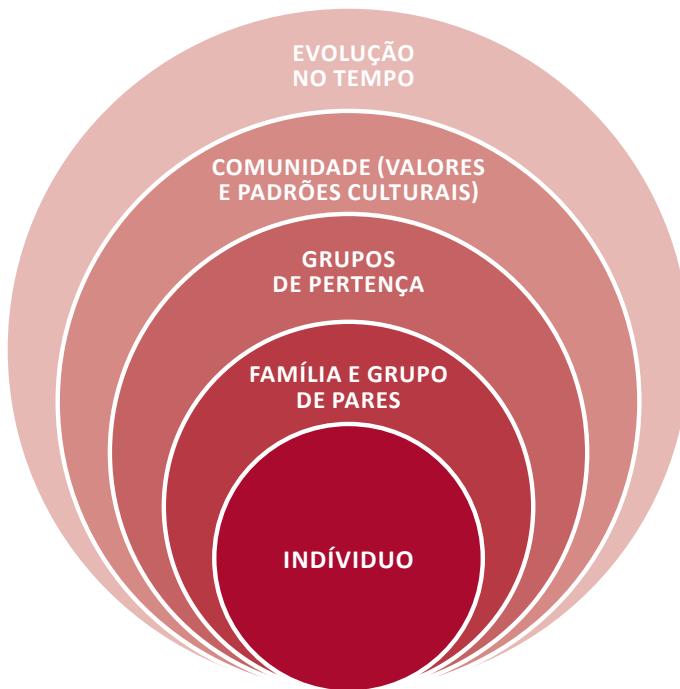 EVOLUÇÃO
NO TEMPO
COMUNIDADE (VALORES
E PADRÕES CULTURAIS)
GRUPOS
DE PERTENÇA
FAMÍLIA E GRUPO
DE PARES
INDÍVIDUO